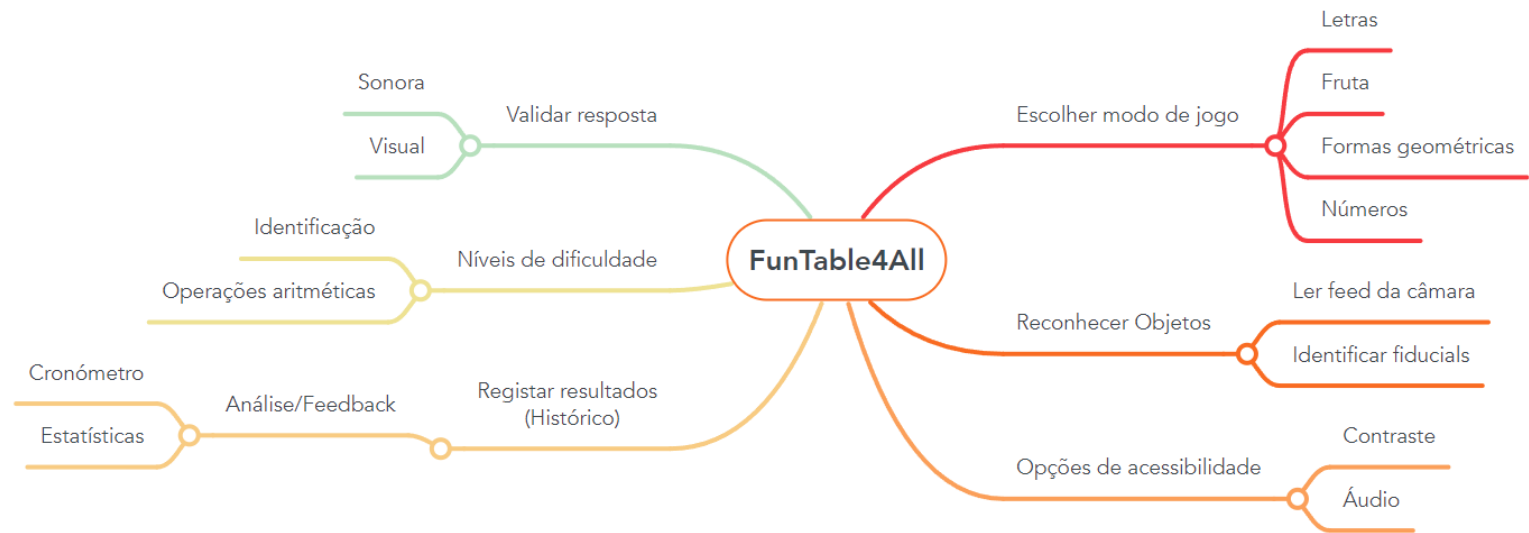 FunTable4All
Escolher modo de jogo
Letras
Fruta
Formas geométricas
Números
Reconhecer Objetos
Ler feed da câmara
Identificar fiducials
Opções de acessibilidade
Contraste
Áudio
Validar resposta
Sonora
Visual
Níveis de dificuldade
Identificação
Operações aritméticas
Registar resultados
(Histórico)
Análise/Feedback
Cronómetro
Estatísticas